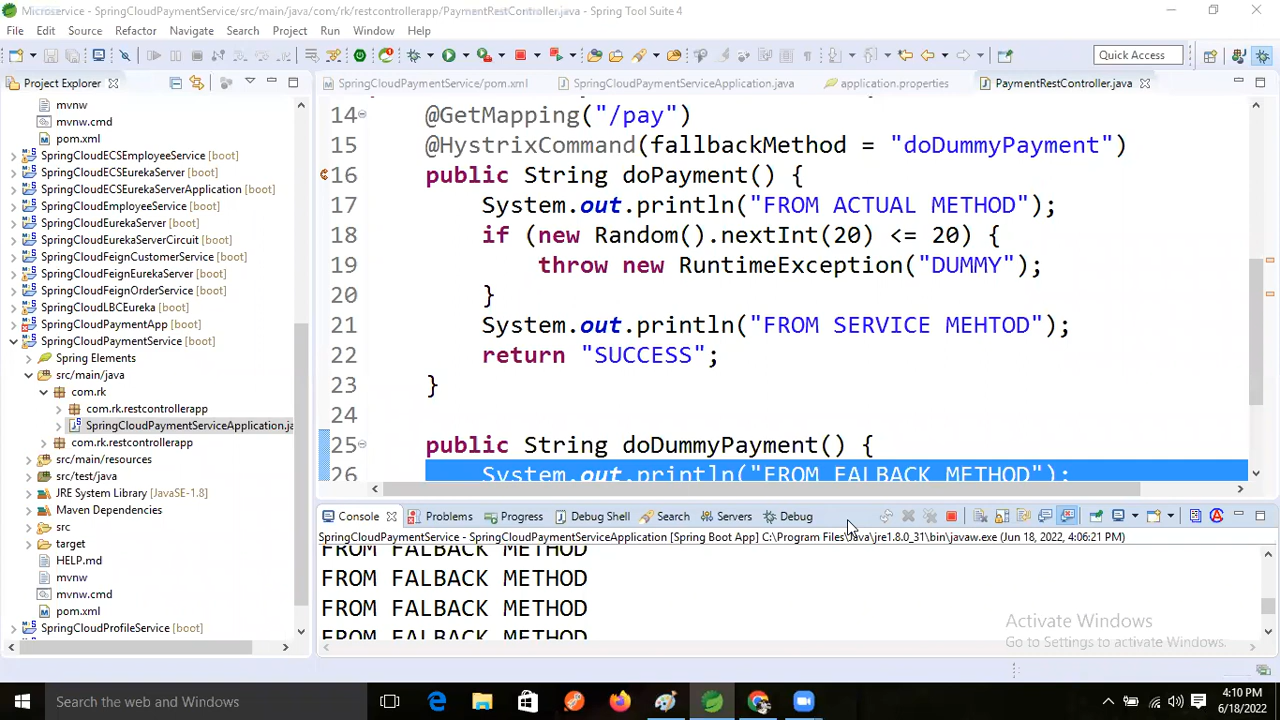 Microservice - SpringCloudPaymentService/src/main/java/com/rk/restcontrollerapp/PaymentRestController.java - Spring Tool Suite 4
File Edit Source Refactor Navigate Search Project Run Window Help
Quick Access
Project Explorer
SpringCloudPaymentService/pom.xml
SpringCloudPaymentServiceApplication.java
application.properties
PaymentRestController.java
mvnw
mvnw.cmd
pom.xml
SpringCloudECSEmployeeService [boot]
SpringCloudECSEurekaServer [boot]
SpringCloudECSEurekaServerApplication [boot]
SpringCloudEmployeeService [boot]
SpringCloudEurekaServer [boot]
SpringCloudEurekaServerCircuit [boot]
SpringCloudFeignCustomerService [boot]
SpringCloudFeignEurekaServer [boot]
SpringCloudFeignOrderService [boot]
SpringCloudLBCEureka [boot]
SpringCloudPaymentApp [boot]
SpringCloudPaymentService [boot]
Spring Elements
src/main/java
com.rk
com.rk.restcontrollerapp
SpringCloudPaymentServiceApplication.ja
com.rk.restcontrollerapp
src/main/resources
src/test/java
JRE System Library [JavaSE-1.8]
Maven Dependencies
src
target
HELP.md
mvnw
mvnw.cmd
pom.xml
SpringCloudProfileService [boot]
14 @GetMapping("/pay")
15 @HystrixCommand(fallbackMethod = "doDummyPayment")
16 public String doPayment() {
17 System.out.println("FROM ACTUAL METHOD");
18 if (new Random().nextInt(20) <= 20) {
19 throw new RuntimeException("DUMMY");
20 }
21 System.out.println("FROM SERVICE MEHTOD");
22 return "SUCCESS";
23 }
24
25 public String doDummyPayment() {
26 System.out.println("FROM FALBACK METHOD");
Console Problems Progress Debug Shell Search Servers Debug
SpringCloudPaymentService - SpringCloudPaymentServiceApplication [Spring Boot App] C:\Program Files\Java\jre1.8.0_31\bin\javaw.exe (Jun 18, 2022, 4:06:21 PM)
FROM FALBACK METHOD
FROM FALBACK METHOD
FROM FALBACK METHOD
FROM FALBACK METHOD
Activate Windows
Go to Settings to activate Windows.
Search the web and Windows
4:10 PM
6/18/2022